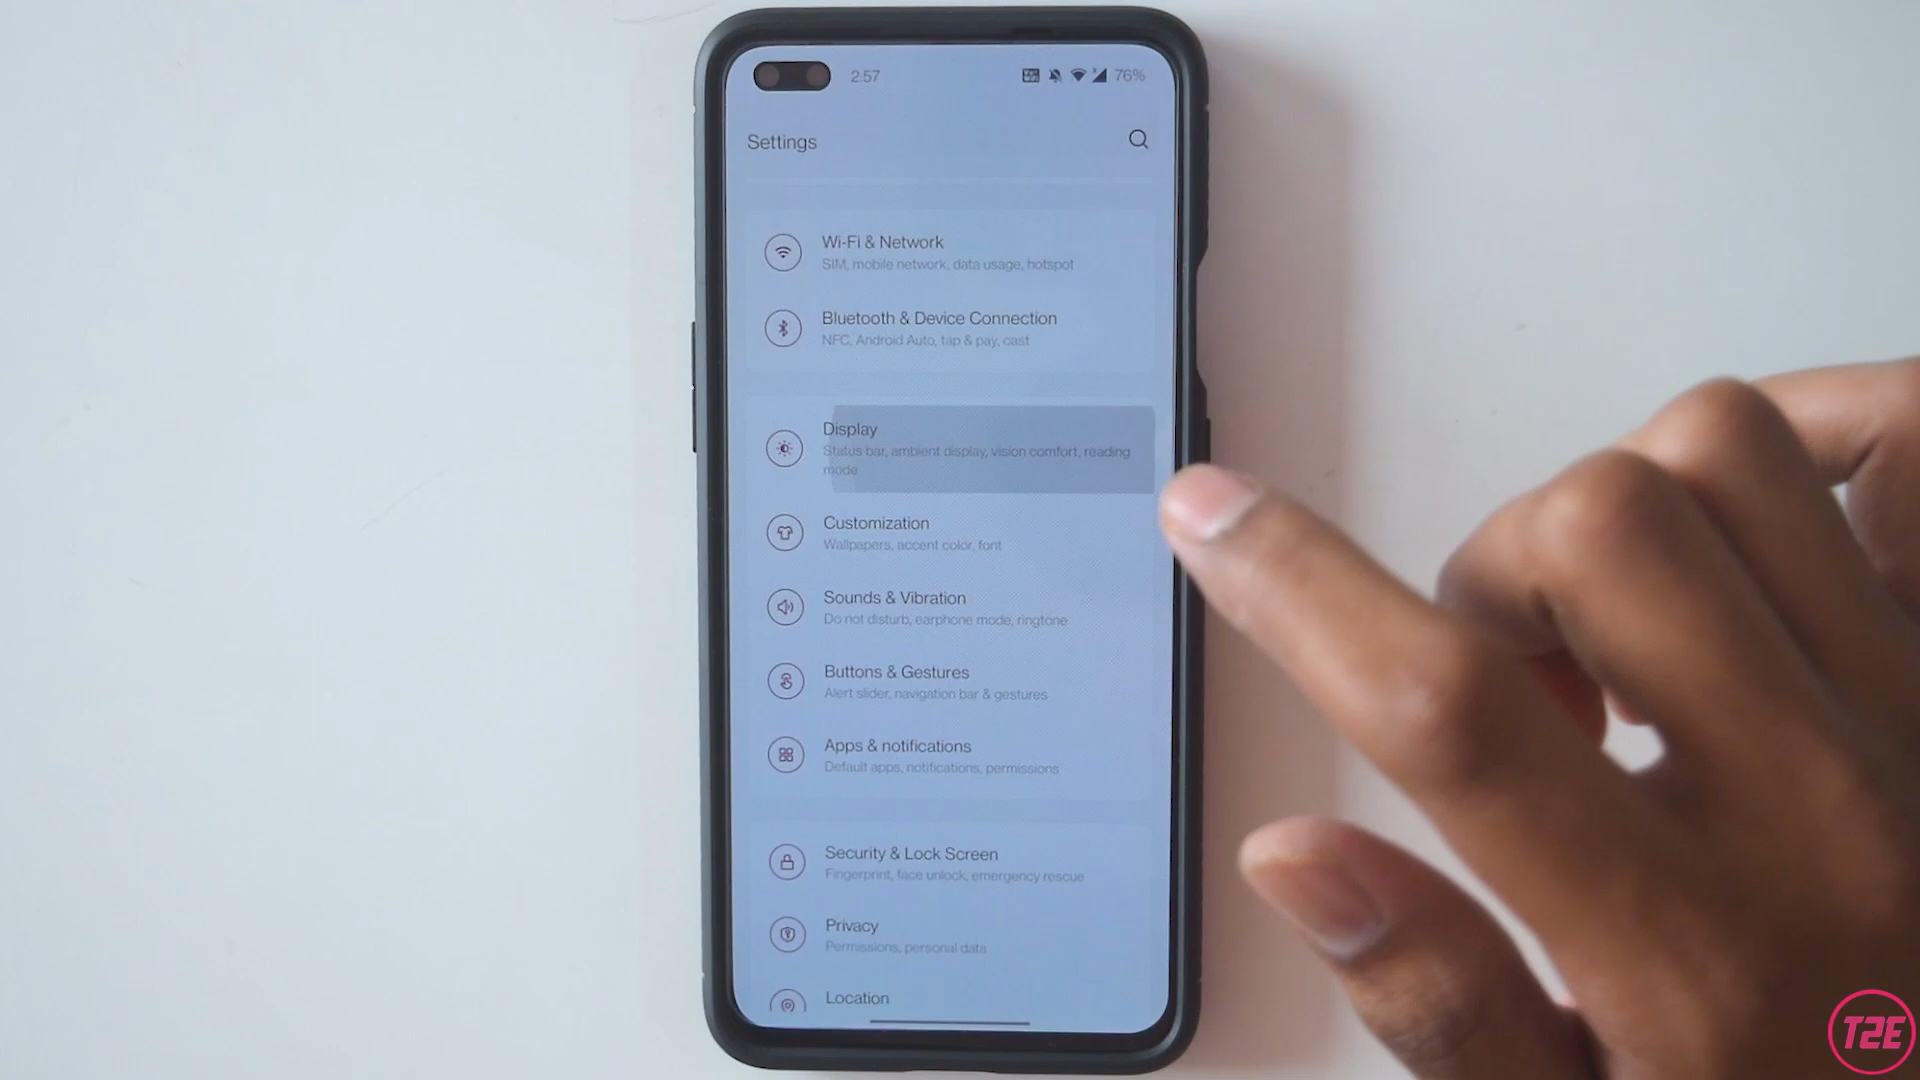 2:57
76%
Settings
Wi-Fi & Network
SIM, mobile network, data usage, hotspot
Bluetooth & Device Connection
NFC, Android Auto, tap & pay, cast
Display
Status bar, ambient display, vision comfort, reading
mode
Customization
Wallpapers, accent color, font
Sounds & Vibration
Do not disturb, earphone mode, ringtone
Buttons & Gestures
Alert slider, navigation bar & gestures
Apps & notifications
Default apps, notifications, permissions
Security & Lock Screen
Fingerprint, face unlock, emergency rescue
Privacy
Permissions, personal data
Location
T2E